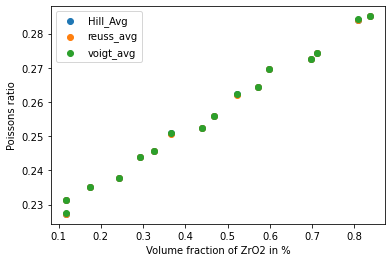 0.28
0.27
0.26
0.25
0.24
0.23
Poissons ratio
Hill_Avg
reuss_avg
voigt_avg
0.1 0.2 0.3 0.4 0.5 0.6 0.7 0.8
Volume fraction of ZrO2 in %